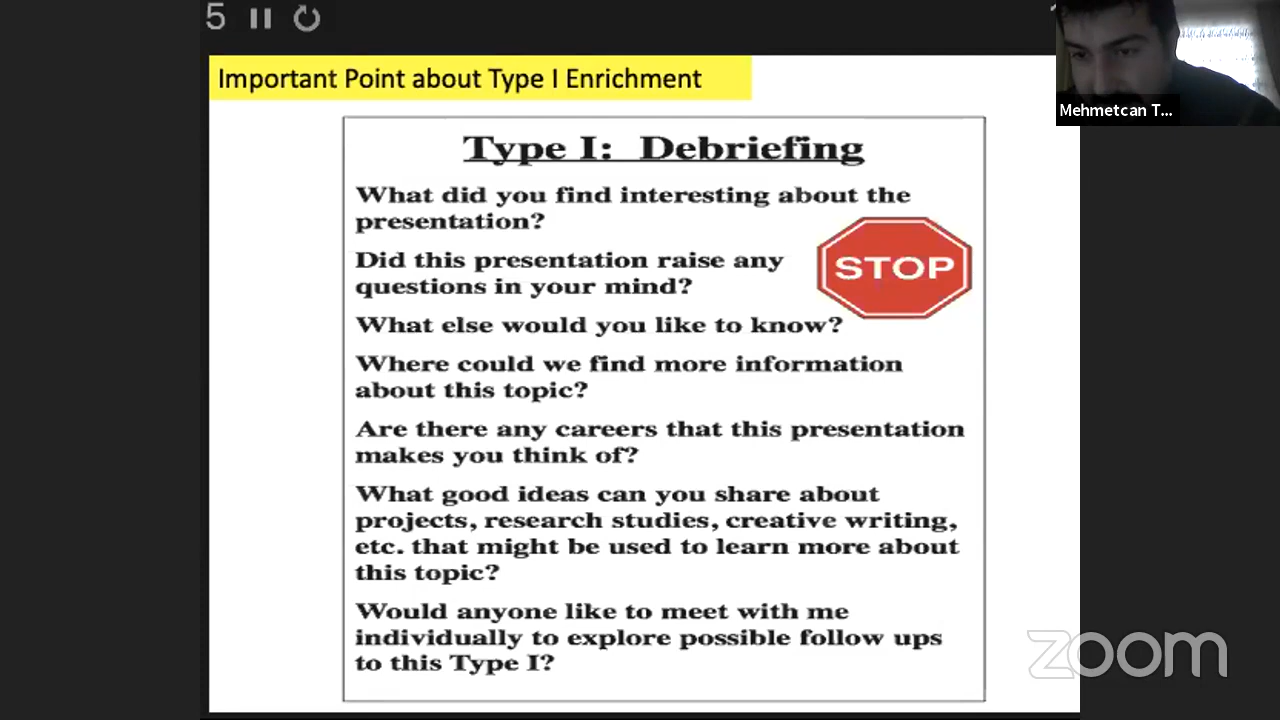 5
Important Point about Type I Enrichment
Mehmetcan T...
Type I: Debriefing
What did you find interesting about the
presentation?
Did this presentation raise any
questions in your mind?
STOP
What else would you like to know?
Where could we find more information
about this topic?
Are there any careers that this presentation
makes you think of?
What good ideas can you share about
projects, research studies, creative writing,
etc. that might be used to learn more about
this topic?
Would anyone like to meet with me
individually to explore possible follow ups
to this Type I?
zoom